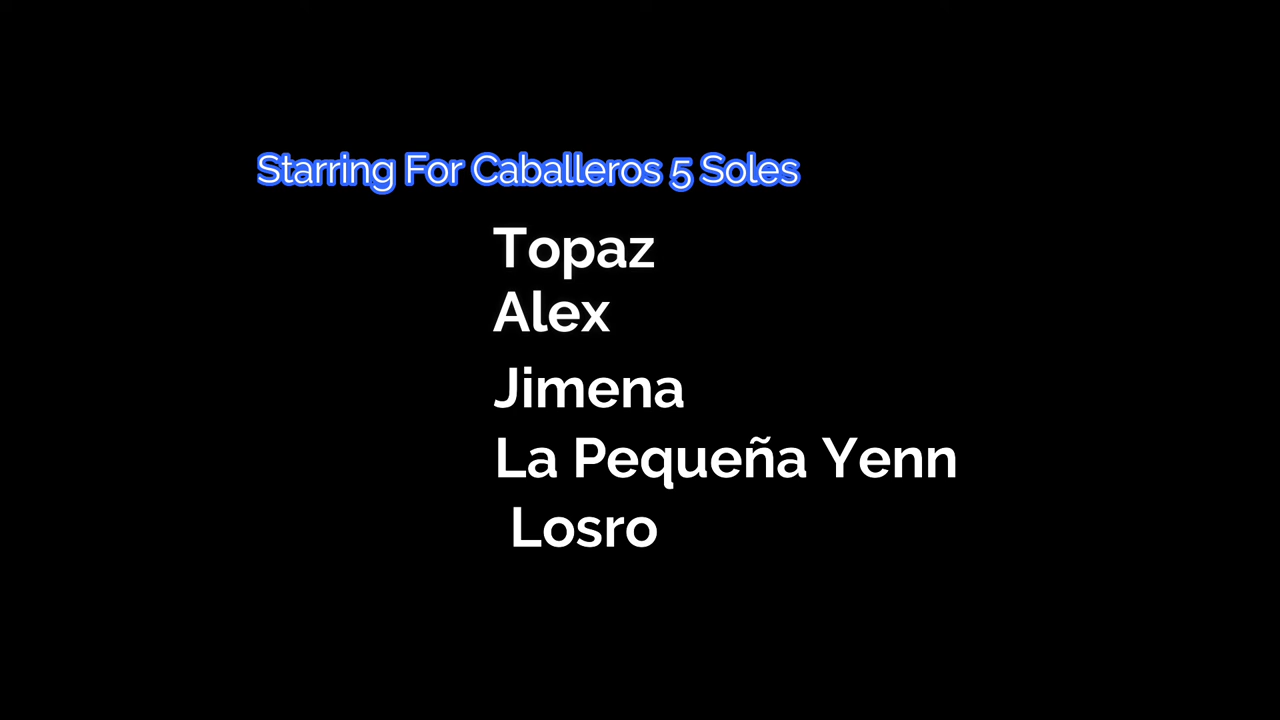 Starring For Caballeros 5 Soles
Topaz
Alex
Jimena
La Pequeña Yenn
Losro